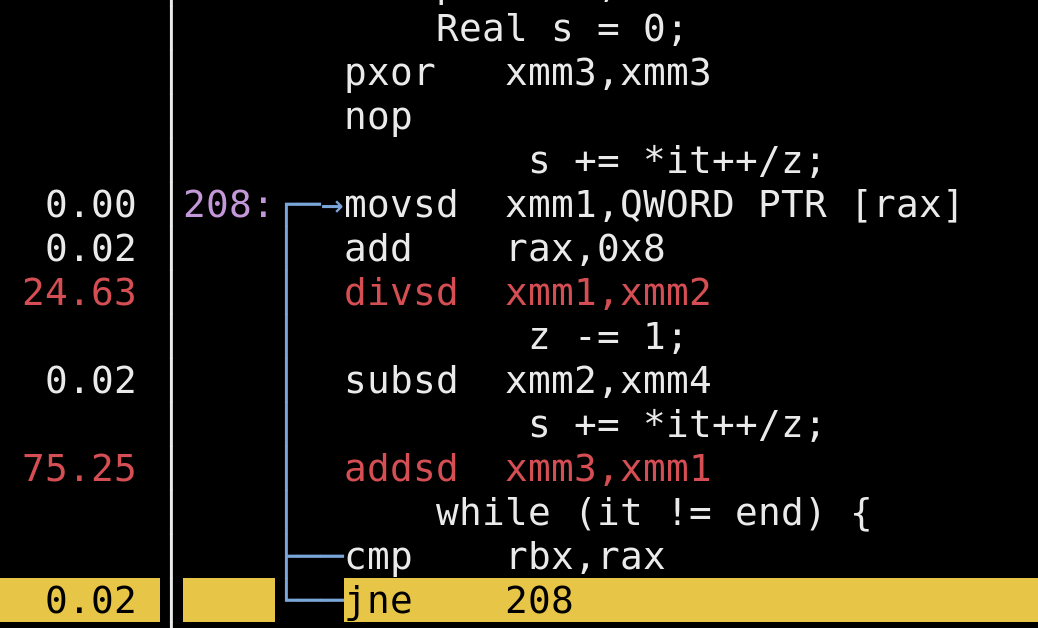 Real s = 0;
pxor xmm3,xmm3
nop
s += *it++/z;
0.00 208: →movsd xmm1,QWORD PTR [rax]
0.02 add rax,0x8
24.63 divsd xmm1,xmm2
z -= 1;
0.02 subsd xmm2,xmm4
s += *it++/z;
75.25 addsd xmm3,xmm1
while (it != end) {
cmp rbx,rax
0.02 jne 208